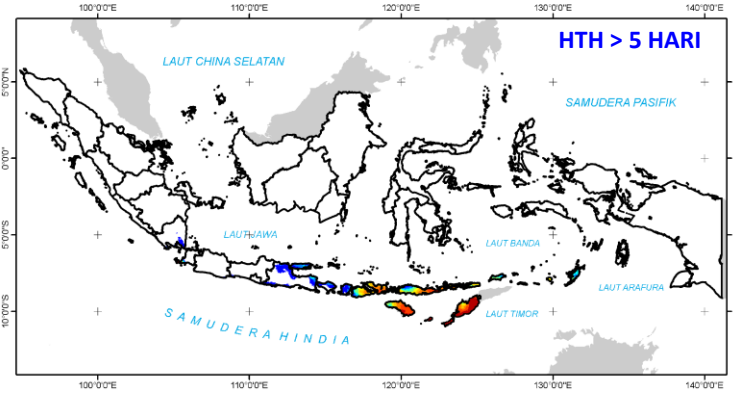 100°0'0"E 110°0'0"E 120°0'0"E 130°0'0"E 140°0'0"E
HTH > 5 HARI
LAUT CHINA SELATAN
5°0'0"N
SAMUDERA PASIFIK
0°0'0"
5°0'0"S
LAUT JAWA
LAUT BANDA
LAUT ARAFURA
10°0'0"S
SAMUDERA HINDIA
LAUT TIMOR
100°0'0"E 110°0'0"E 120°0'0"E 130°0'0"E 140°0'0"E